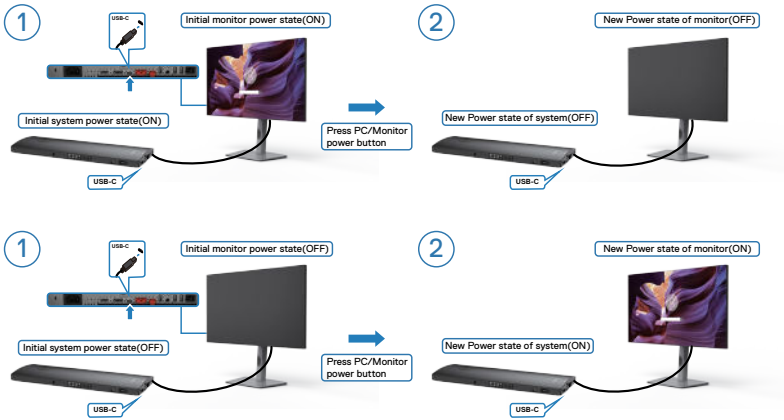 1
USB-C
Initial monitor power state(ON)
Initial system power state(ON)
USB-C
Press PC/Monitor
power button
2
New Power state of monitor(OFF)
New Power state of system(OFF)
USB-C
1
USB-C
Initial monitor power state(OFF)
Initial system power state(OFF)
USB-C
Press PC/Monitor
power button
2
New Power state of monitor(ON)
New Power state of system(ON)
USB-C